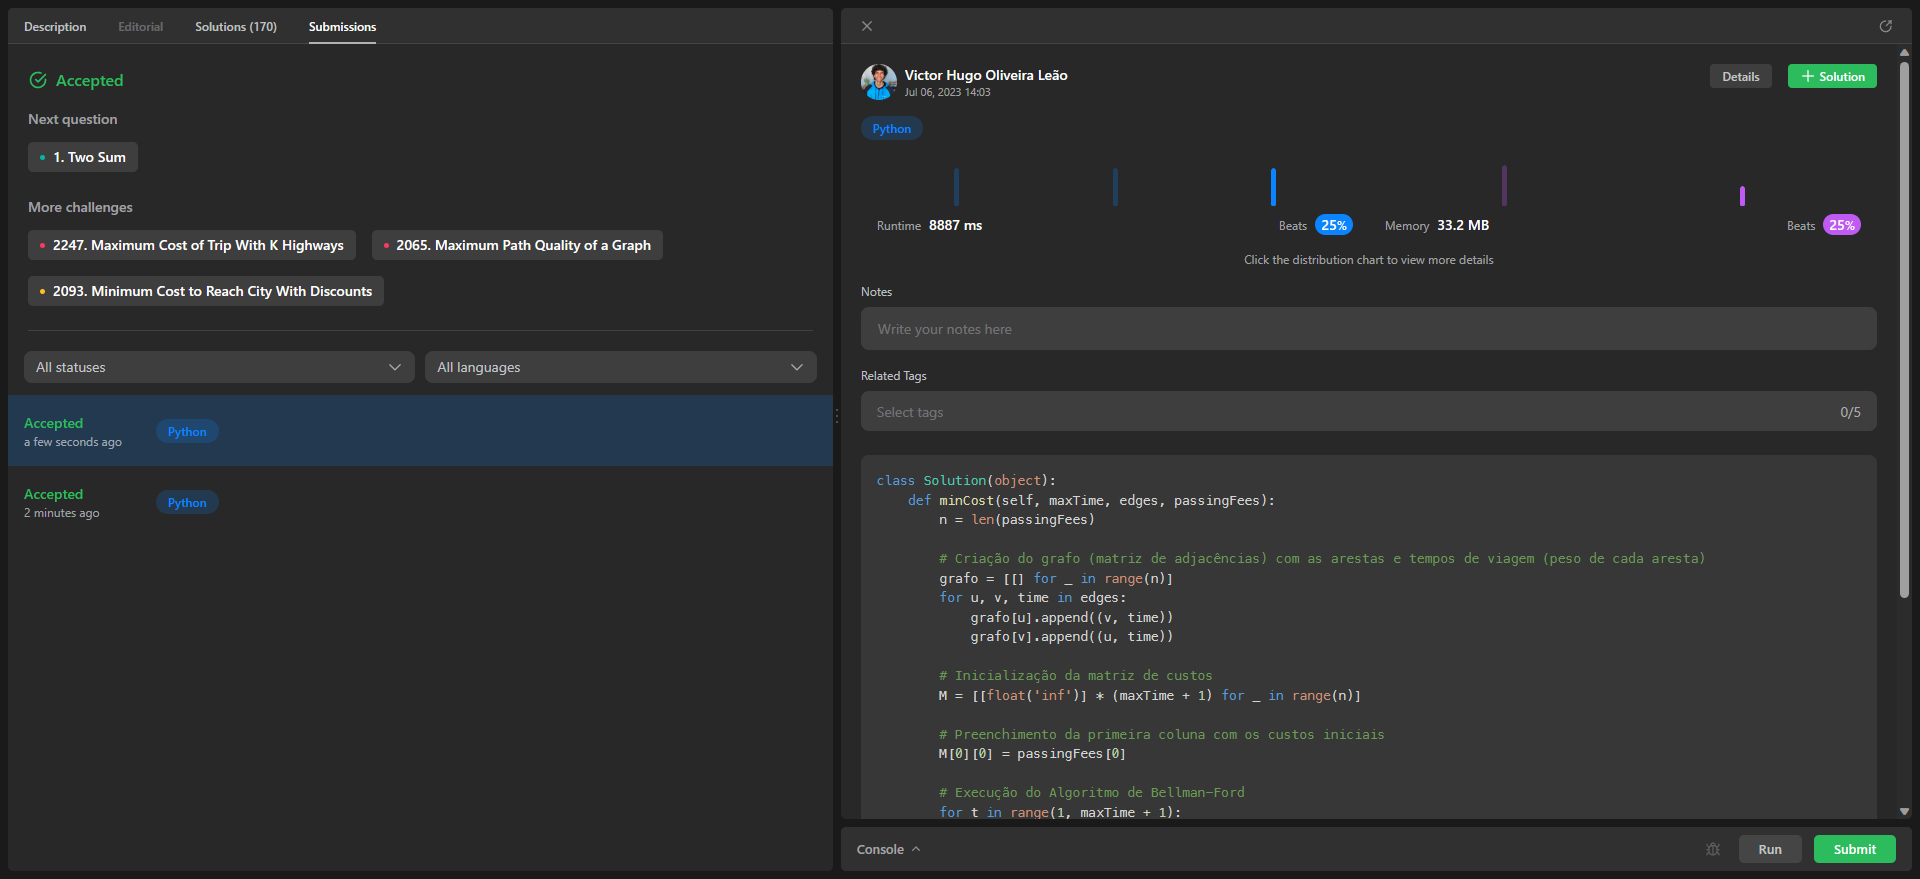 Description Editorial Solutions (170) Submissions
Accepted
Next question
1. Two Sum
More challenges
2247. Maximum Cost of Trip With K Highways 2065. Maximum Path Quality of a Graph
2093. Minimum Cost to Reach City With Discounts
All statuses All languages
Accepted
a few seconds ago
Python
Accepted
2 minutes ago
Python
Victor Hugo Oliveira Leão
Jul 06, 2023 14:03
Details + Solution
Python
Runtime 8887 ms Beats 25% Memory 33.2 MB Beats 25%
Click the distribution chart to view more details
Notes
Write your notes here
Related Tags
Select tags 0/5
class Solution(object):
    def minCost(self, maxTime, edges, passingFees):
        n = len(passingFees)
        # Criação do grafo (matriz de adjacências) com as arestas e tempos de viagem (peso de cada aresta)
        grafo = [[] for _ in range(n)]
        for u, v, time in edges:
            grafo[u].append((v, time))
            grafo[v].append((u, time))
        # Inicialização da matriz de custos
        M = [[float('inf')] * (maxTime + 1) for _ in range(n)]
        # Preenchimento da primeira coluna com os custos iniciais
        M[0][0] = passingFees[0]
        # Execução do Algoritmo de Bellman-Ford
        for t in range(1, maxTime + 1):
Console Run Submit